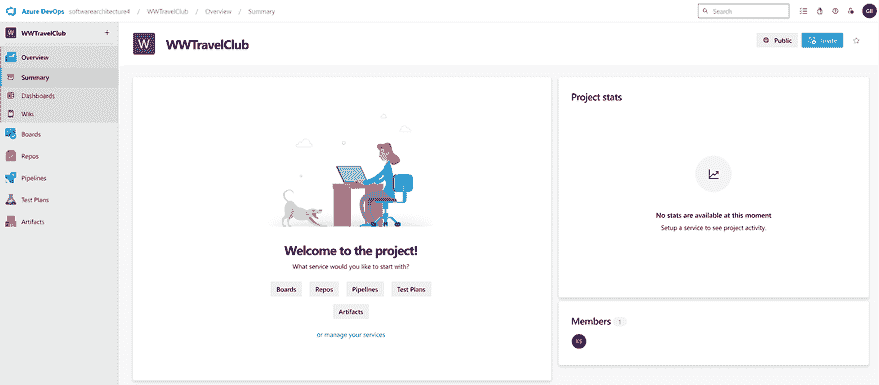 Azure DevOps softwarearchitecture4 / WWTravelClub / Overview / Summary Search GB
W WWTravelClub +
Overview
Summary
Dashboards
Wiki
Boards
Repos
Pipelines
Test Plans
Artifacts
W WWTravelClub
Public Invite
Welcome to the project!
What service would you like to start with?
Boards Repos Pipelines Test Plans
Artifacts
or manage your services
Project stats
No stats are available at this moment
Setup a service to see project activity.
Members 1